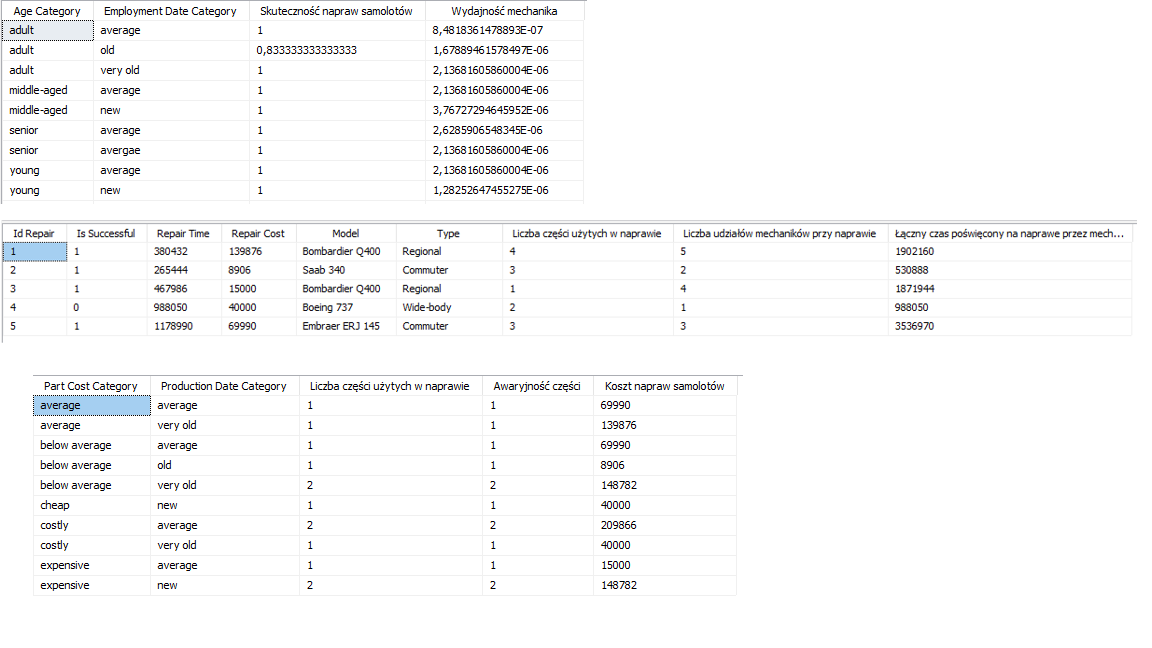 Age Category Employment Date Category Skuteczność napraw samolotów Wydajność mechanika
adult average 1 8,4818361478893E-07
adult old 0,833333333333333 1,67889461578497E-06
adult very old 1 2,13681605860004E-06
middle-aged average 1 2,13681605860004E-06
middle-aged new 1 3,76727294645952E-06
senior average 1 2,6285906548345E-06
senior avergae 1 2,13681605860004E-06
young average 1 2,13681605860004E-06
young new 1 1,28252647455275E-06
Id Repair Is Successful Repair Time Repair Cost Model Type Liczba części użytych w naprawie Liczba udziałów mechaników przy naprawie Łączny czas poświęcony na naprawe przez mech...
1 1 380432 139876 Bombardier Q400 Regional 4 5 1902160
2 1 265444 8906 Saab 340 Commuter 3 2 530888
3 1 467986 15000 Bombardier Q400 Regional 1 4 1871944
4 0 988050 40000 Boeing 737 Wide-body 2 1 988050
5 1 1178990 69990 Embraer ERJ 145 Commuter 3 3 3536970
Part Cost Category Production Date Category Liczba części użytych w naprawie Awaryjność części Koszt napraw samolotów
average average 1 1 69990
average very old 1 1 139876
below average average 1 1 69990
below average old 1 1 8906
below average very old 2 2 148782
cheap new 1 1 40000
costly average 2 2 209866
costly very old 1 1 40000
expensive average 1 1 15000
expensive new 2 2 148782